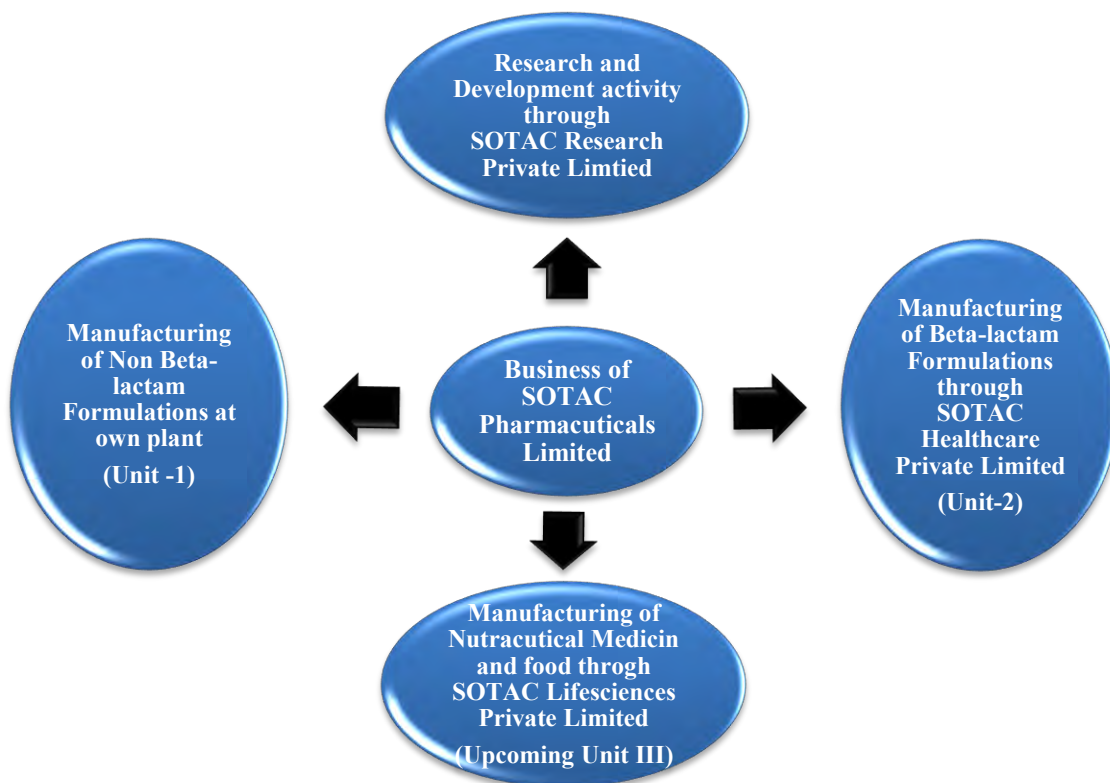 Research and
Development activity
through
SOTAC Research
Private Limtied
Manufacturing
of Non Beta-
lactam
Formulations at
own plant
(Unit -1)
Business of
SOTAC
Pharmacuticals
Limited
Manufacturing
of Beta-lactam
Formulations
through
SOTAC
Healthcare
Private Limited
(Unit-2)
Manufacturing of
Nutracutical Medicin
and food throgh
SOTAC Lifesciences
Private Limited
(Upcoming Unit III)